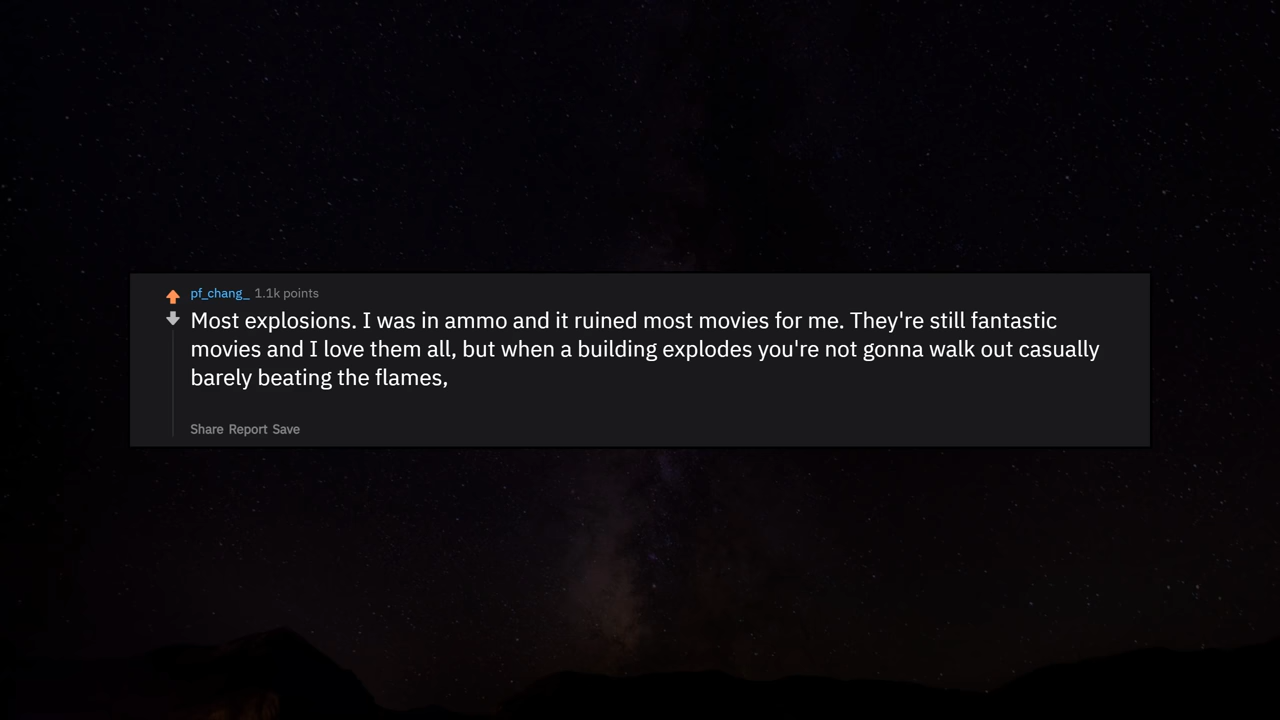 pf_chang_ 1.1k points
Most explosions. I was in ammo and it ruined most movies for me. They're still fantastic
movies and I love them all, but when a building explodes you're not gonna walk out casually
barely beating the flames,
Share Report Save